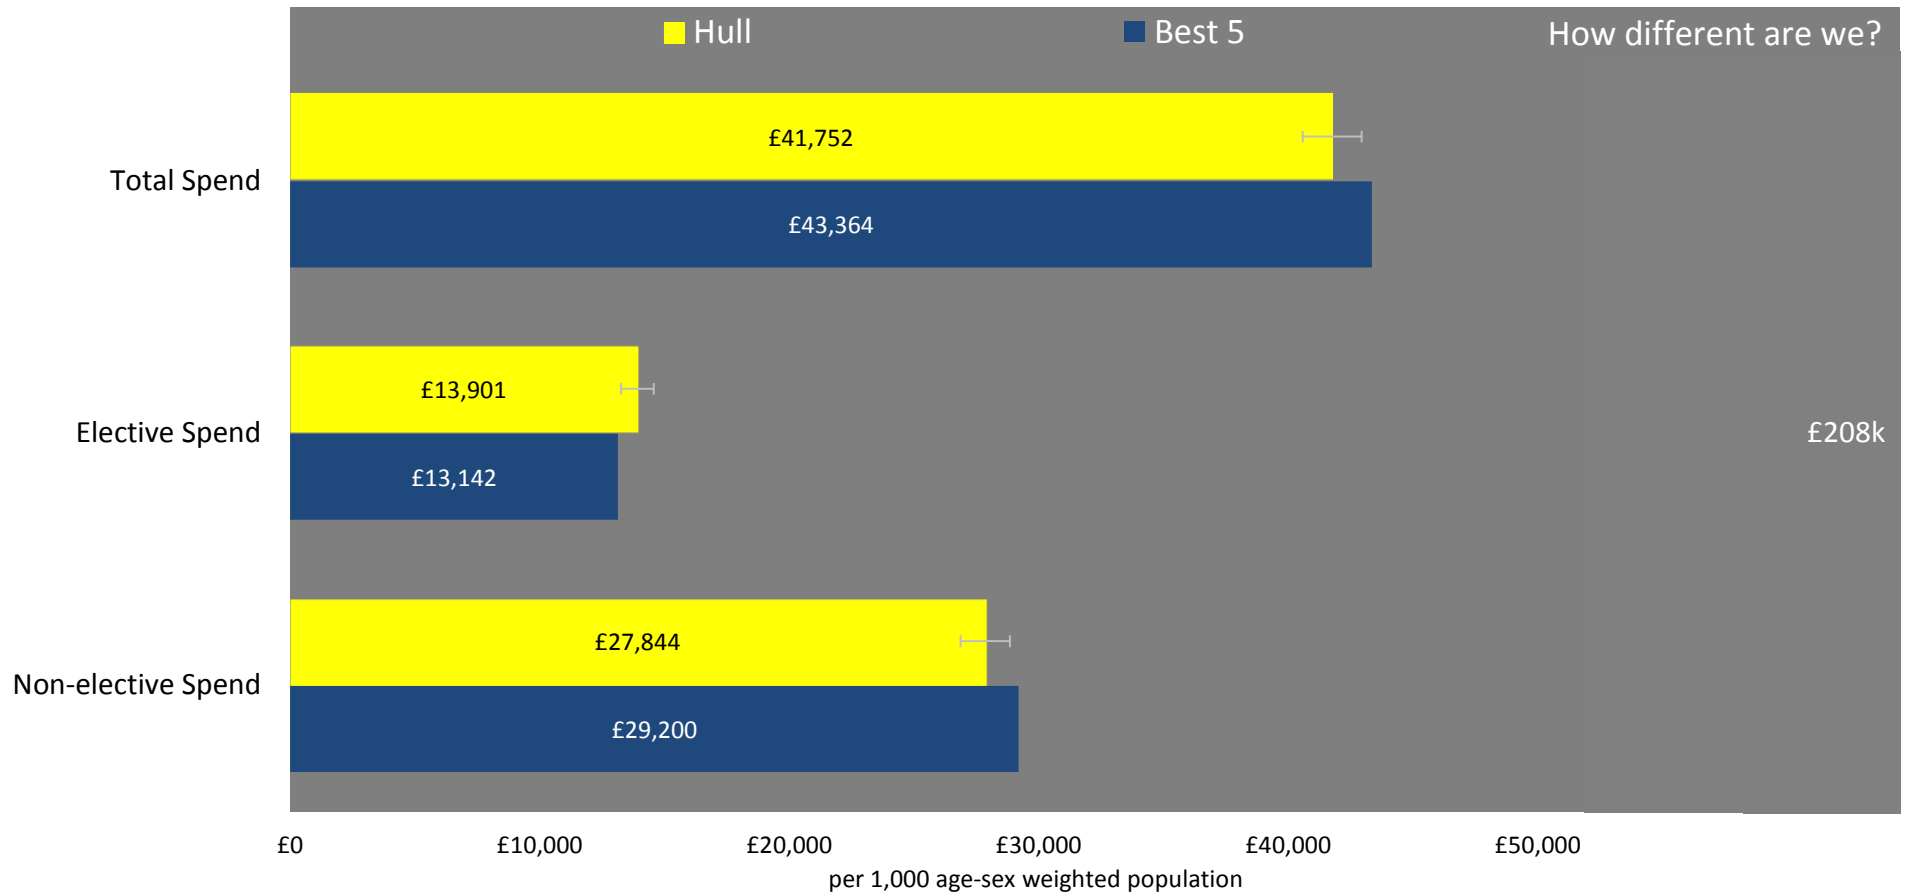 Hull
Best 5
How different are we?
Total Spend
£41,752
£43,364
Elective Spend
£13,901
£13,142
£208k
Non-elective Spend
£27,844
£29,200
£0
£10,000
£20,000
£30,000
£40,000
£50,000
per 1,000 age-sex weighted population